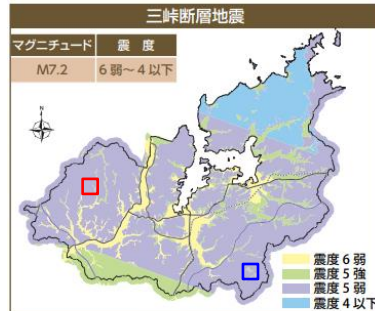 三峠断層地震
マグニチュード 震度
M7.2 6弱～4以下
N
震度6弱
震度5強
震度5弱
震度4以下